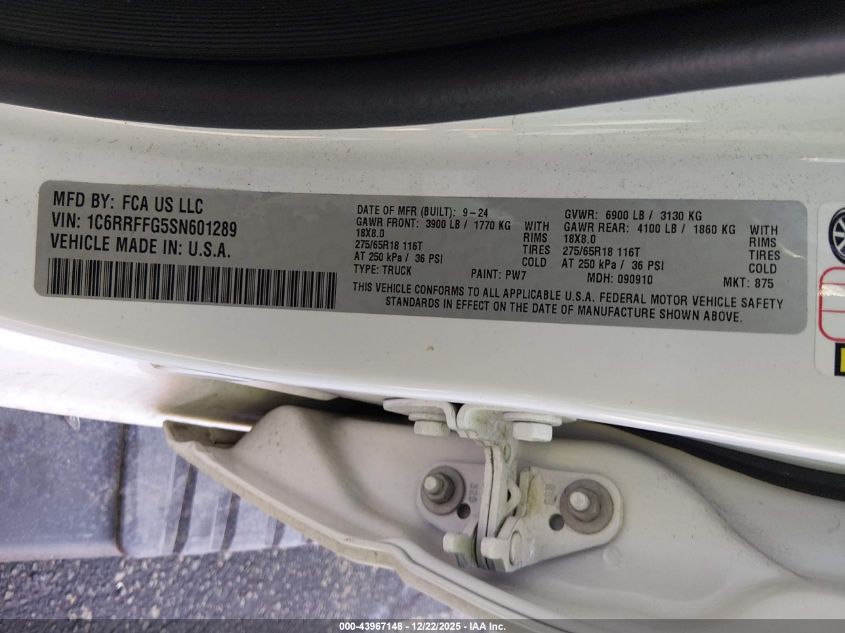 MFD BY: FCA US LLC
VIN: 1C6RRFFG5SN601289
VEHICLE MADE IN: U.S.A.
DATE OF MFR (BUILT): 9-24
GAWR FRONT: 3900 LB / 1770 KG WITH
18X8.0 RIMS
275/65R18 116T TIRES
AT 250 kPa / 36 PSI COLD
TYPE: TRUCK PAINT: PW7
GVWR: 6900 LB / 3130 KG
GAWR REAR: 4100 LB / 1860 KG WITH
18X8.0 RIMS
275/65R18 116T TIRES
AT 250 kPa / 36 PSI COLD
MDH: 090910 MKT: 875
THIS VEHICLE CONFORMS TO ALL APPLICABLE U.S.A. FEDERAL MOTOR VEHICLE SAFETY
STANDARDS IN EFFECT ON THE DATE OF MANUFACTURE SHOWN ABOVE.
000-43967148 - 12/22/2025 - IAA Inc.